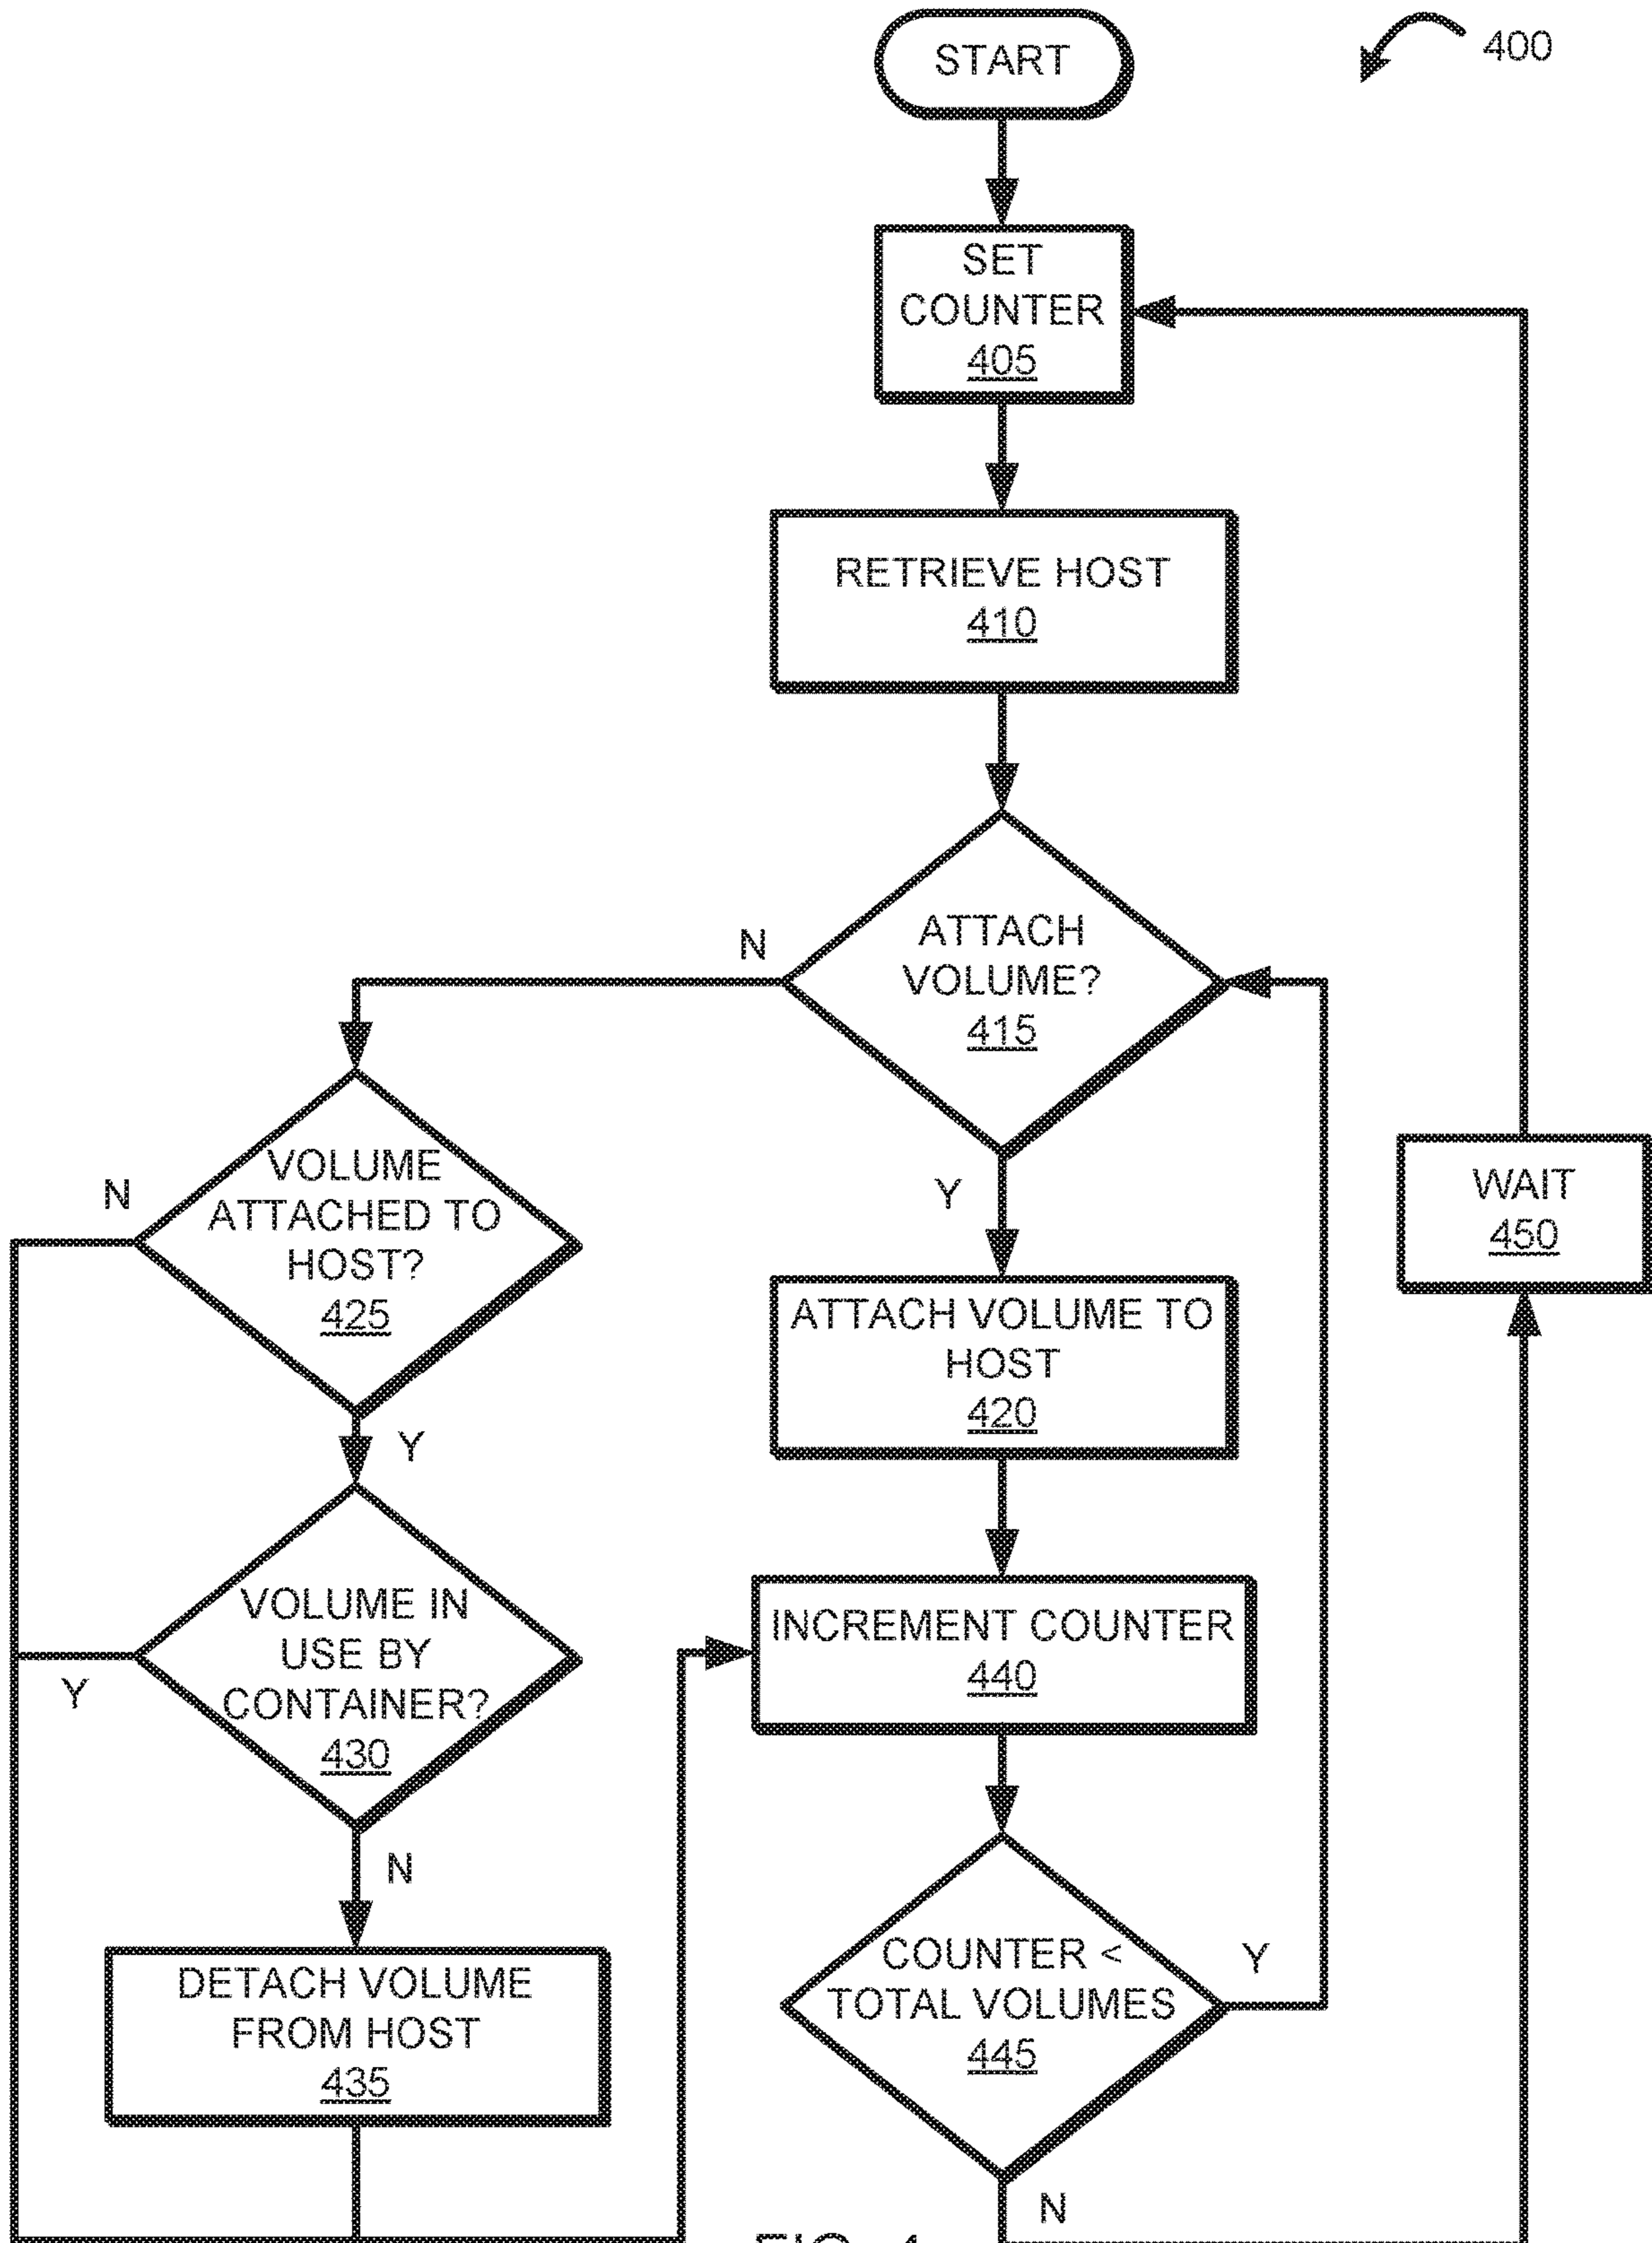 START
400
SET
COUNTER
405
RETRIEVE HOST
410
ATTACH
VOLUME?
415
N
Y
VOLUME
ATTACHED TO
HOST?
425
N
Y
WAIT
450
ATTACH VOLUME TO
HOST
420
VOLUME IN
USE BY
CONTAINER?
430
Y
N
INCREMENT COUNTER
440
DETACH VOLUME
FROM HOST
435
COUNTER <
TOTAL VOLUMES
445
Y
N
FIG. 4